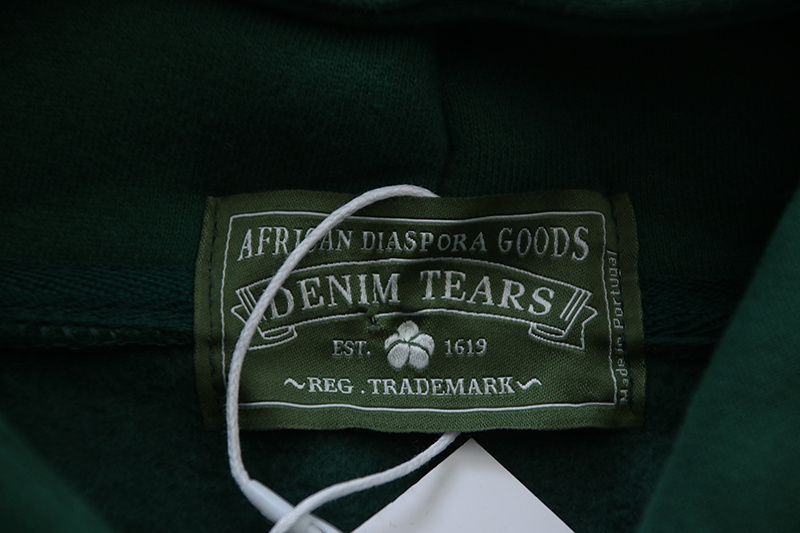 AFRICAN DIASPORA GOODS
DENIM TEARS
EST. 1619
~REG . TRADEMARK~
Made in Portugal